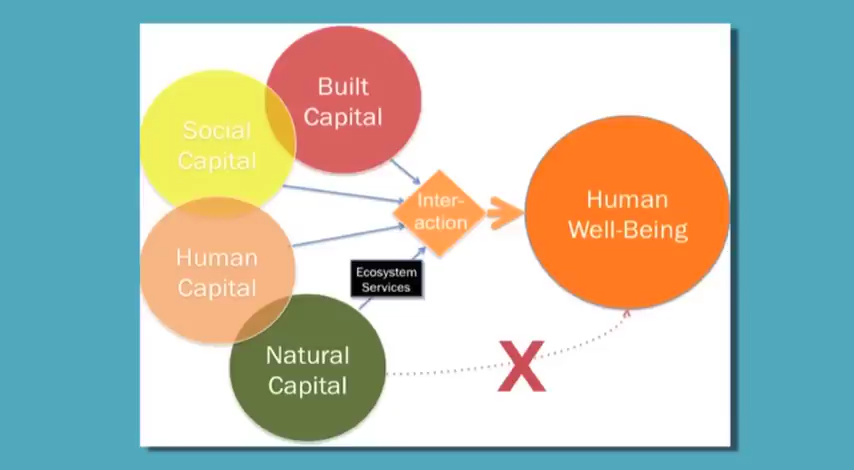 Built
Capital
Social
Capital
Inter-
action
Human
Well-Being
Human
Capital
Ecosystem
Services
Natural
Capital
X